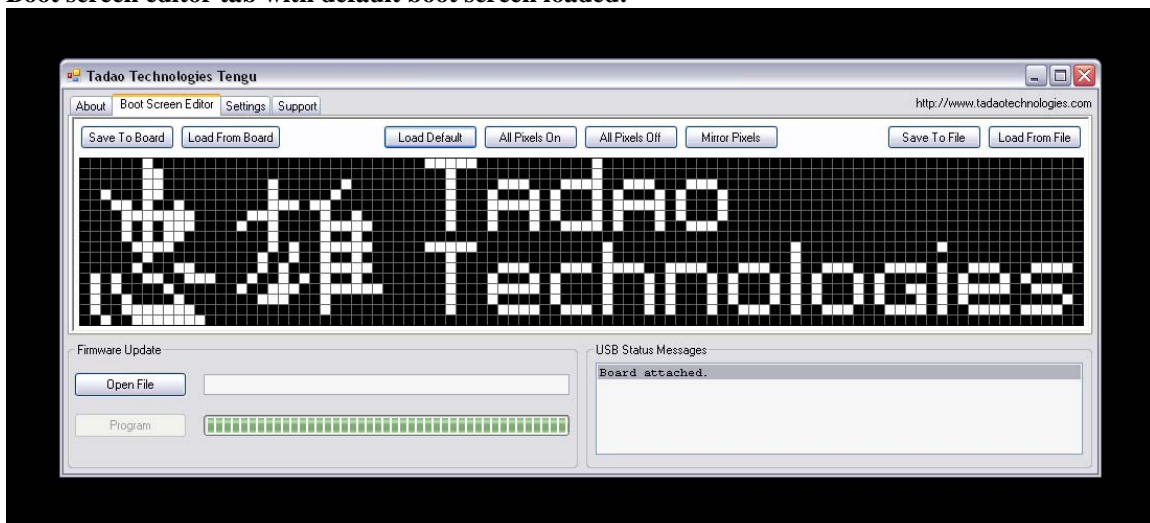 Boot screen editor tab with default boot screen loaded:
Tadao Technologies Tengu
About Boot Screen Editor Settings Support http://www.tadaotechnologies.com
Save To Board Load From Board Load Default All Pixels On All Pixels Off Mirror Pixels Save To File Load From File
忠雄 Tadao
Technologies
Firmware Update USB Status Messages
Board attached.
Open File
Program